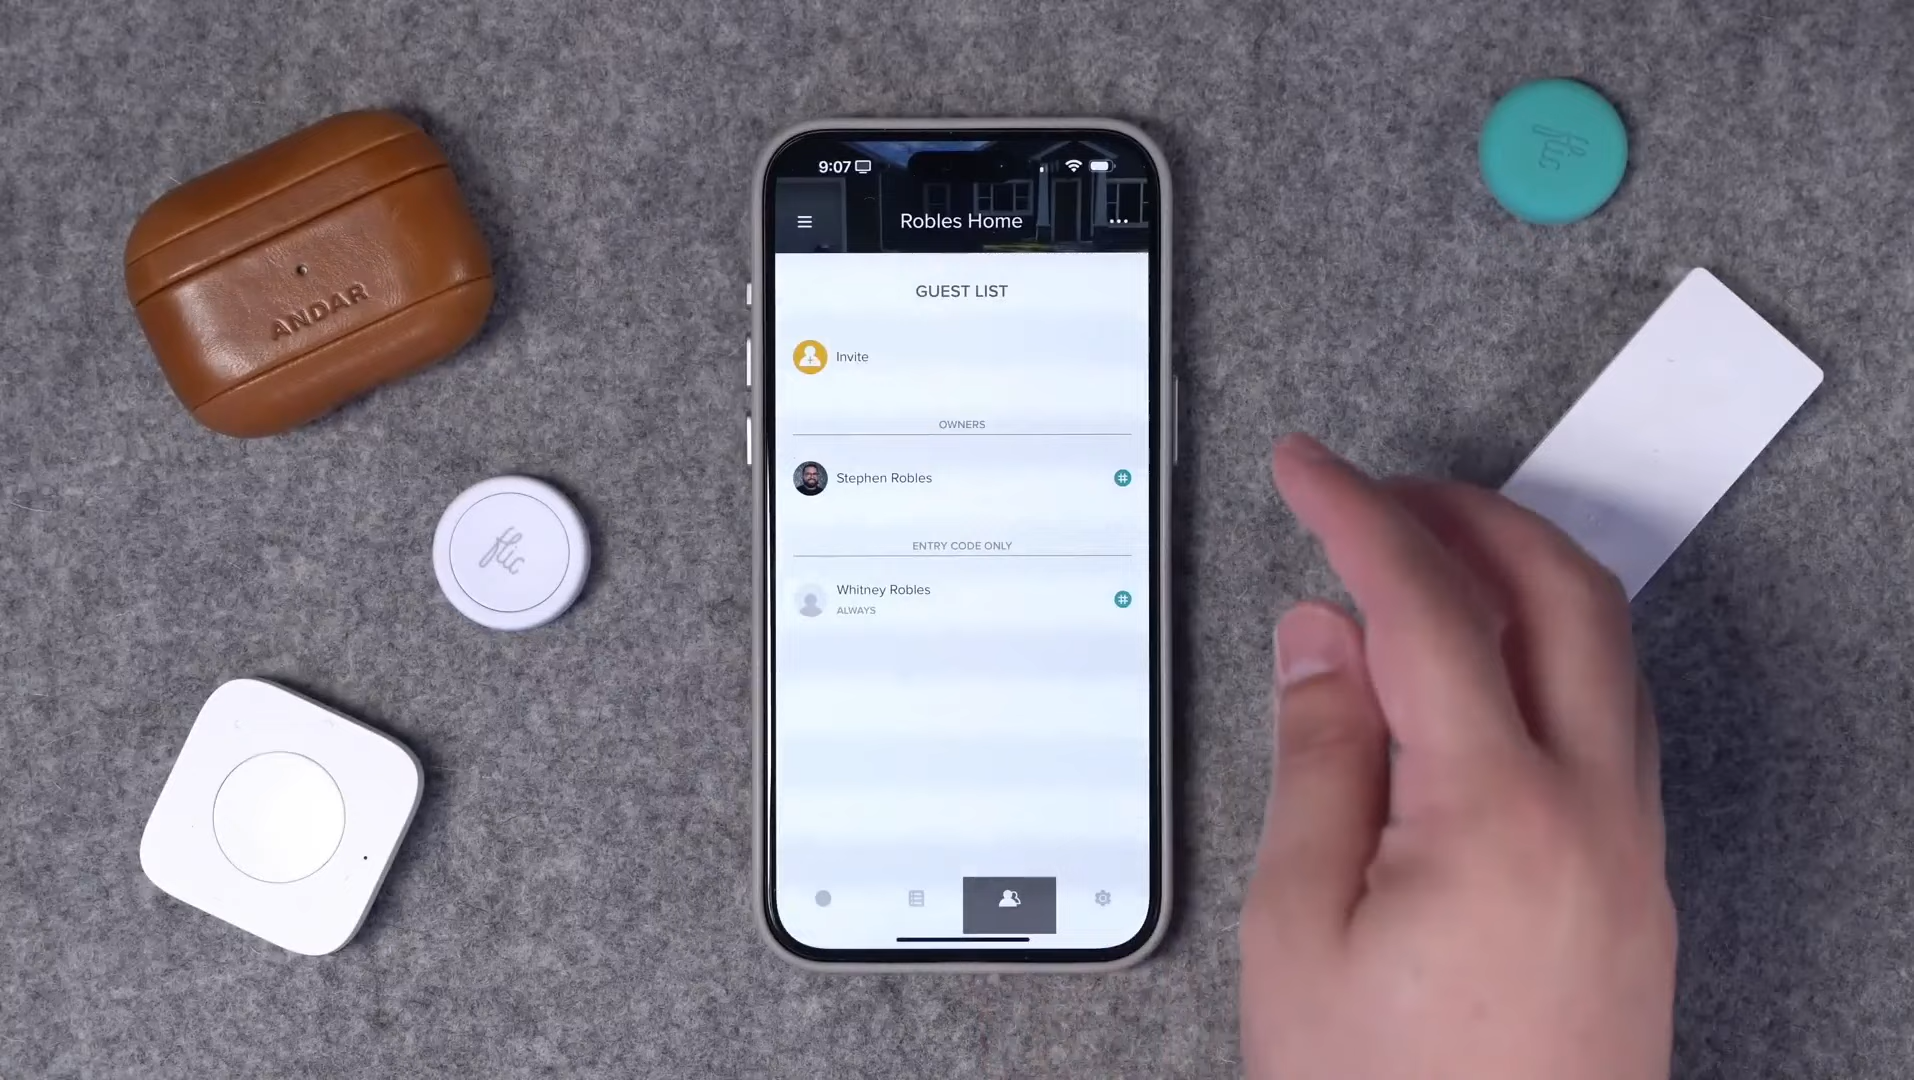 9:07
Robles Home
GUEST LIST
Invite
OWNERS
Stephen Robles
#
ENTRY CODE ONLY
Whitney Robles
#
ALWAYS
ANDAR
flic
flic